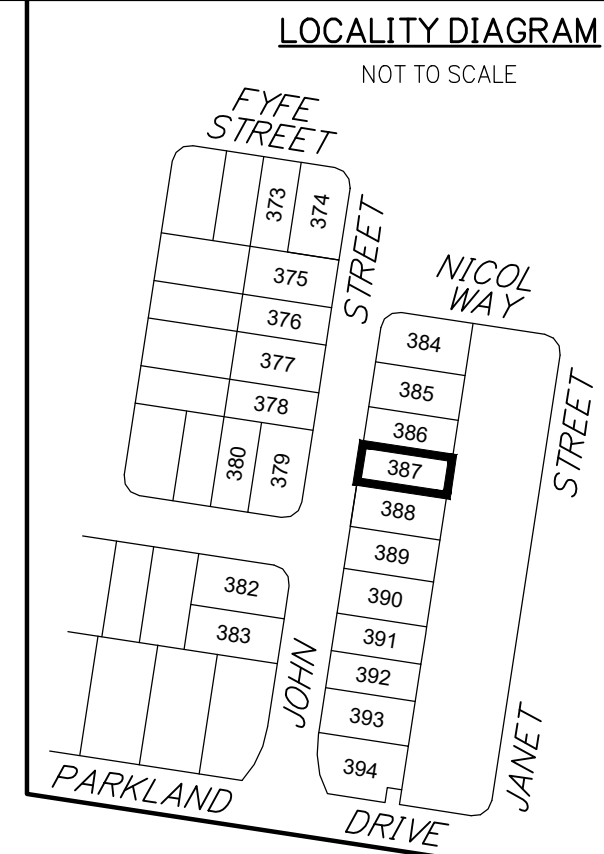 LOCALITY DIAGRAM
NOT TO SCALE
FYFE
STREET
373
374
STREET
375
376
377
378
380
379
NICOL
WAY
384
385
386
387
388
389
390
391
392
393
394
STREET
382
383
JOHN
JANET
PARKLAND
DRIVE